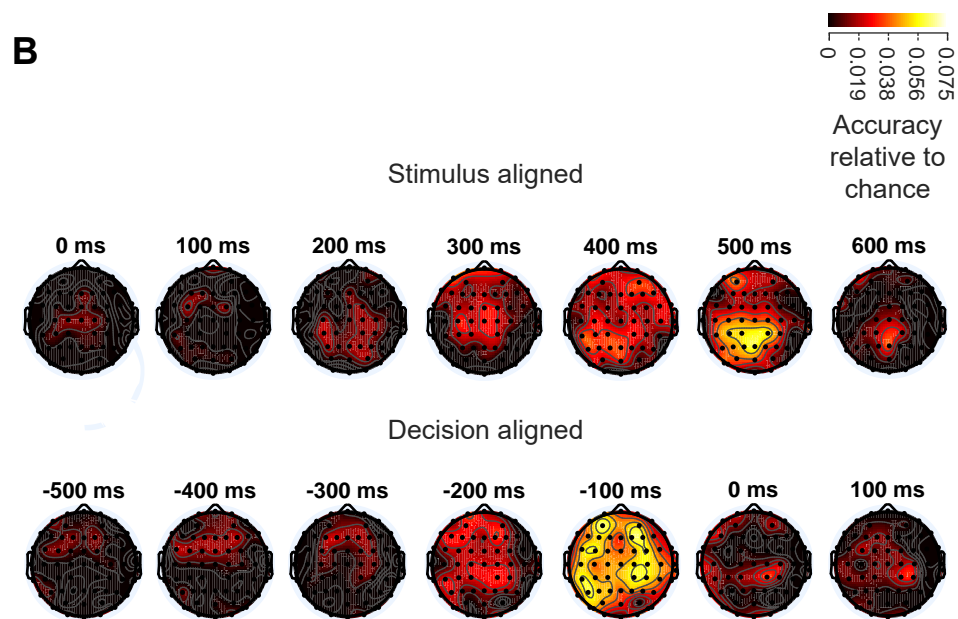 B
0
0.019
0.038
0.056
0.075
Accuracy
relative to
chance
Stimulus aligned
0 ms
100 ms
200 ms
300 ms
400 ms
500 ms
600 ms
Decision aligned
-500 ms
-400 ms
-300 ms
-200 ms
-100 ms
0 ms
100 ms